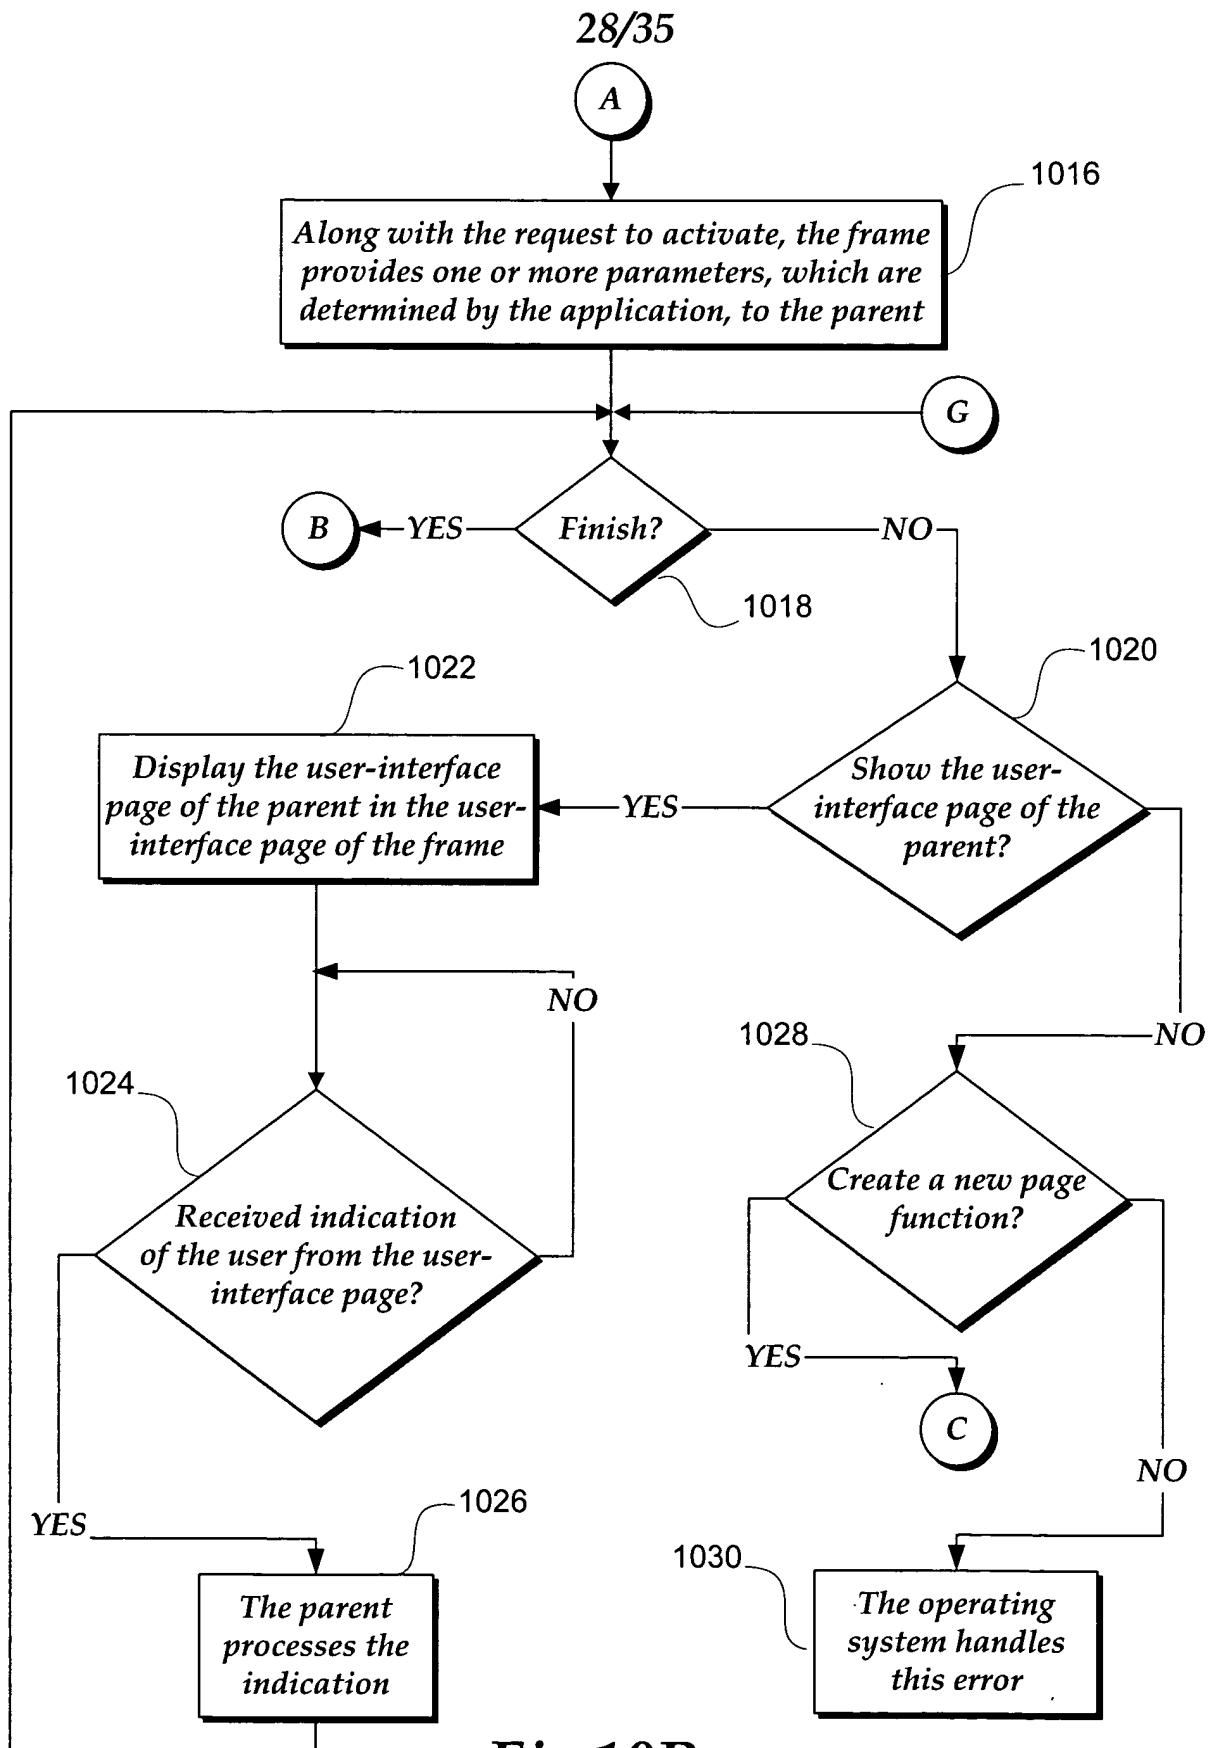 28/35
A
1016
Along with the request to activate, the frame
provides one or more parameters, which are
determined by the application, to the parent
G
B
YES
Finish?
NO
1018
1020
1022
Display the user-interface
page of the parent in the user-
interface page of the frame
YES
Show the user-
interface page of the
parent?
NO
NO
1028
1024
Create a new page
function?
Received indication
of the user from the user-
interface page?
YES
C
NO
YES
1026
1030
The parent
processes the
indication
The operating
system handles
this error